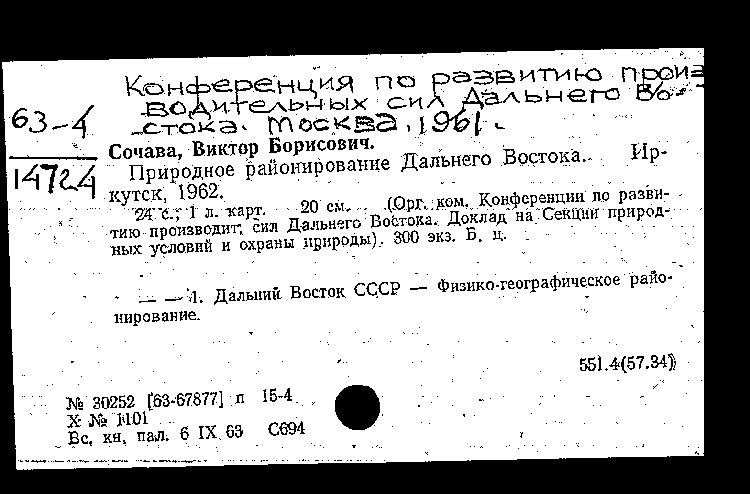 Конференция по развитию произ
водительных сил Дальнего Во-
стока. Москва, 1961.
63-4
14724
Сочава, Виктор Борисович.
Природное районирование Дальнего Востока. Ир-
кутск, 1962.
24 с.; 1 л. карт. 20 см. (Орг. ком. Конференции по разви-
тию производит. сил Дальнего Востока. Доклад на Секции природ-
ных условий и охраны природы). 300 экз. Б. ц.
— — 1. Дальний Восток СССР — Физико-географическое райо-
нирование.
551.4(57.34)
№ 30252 [63-67877] п 15-4
X № 1101
Вс. кн. пал. 6 IX 63 С694